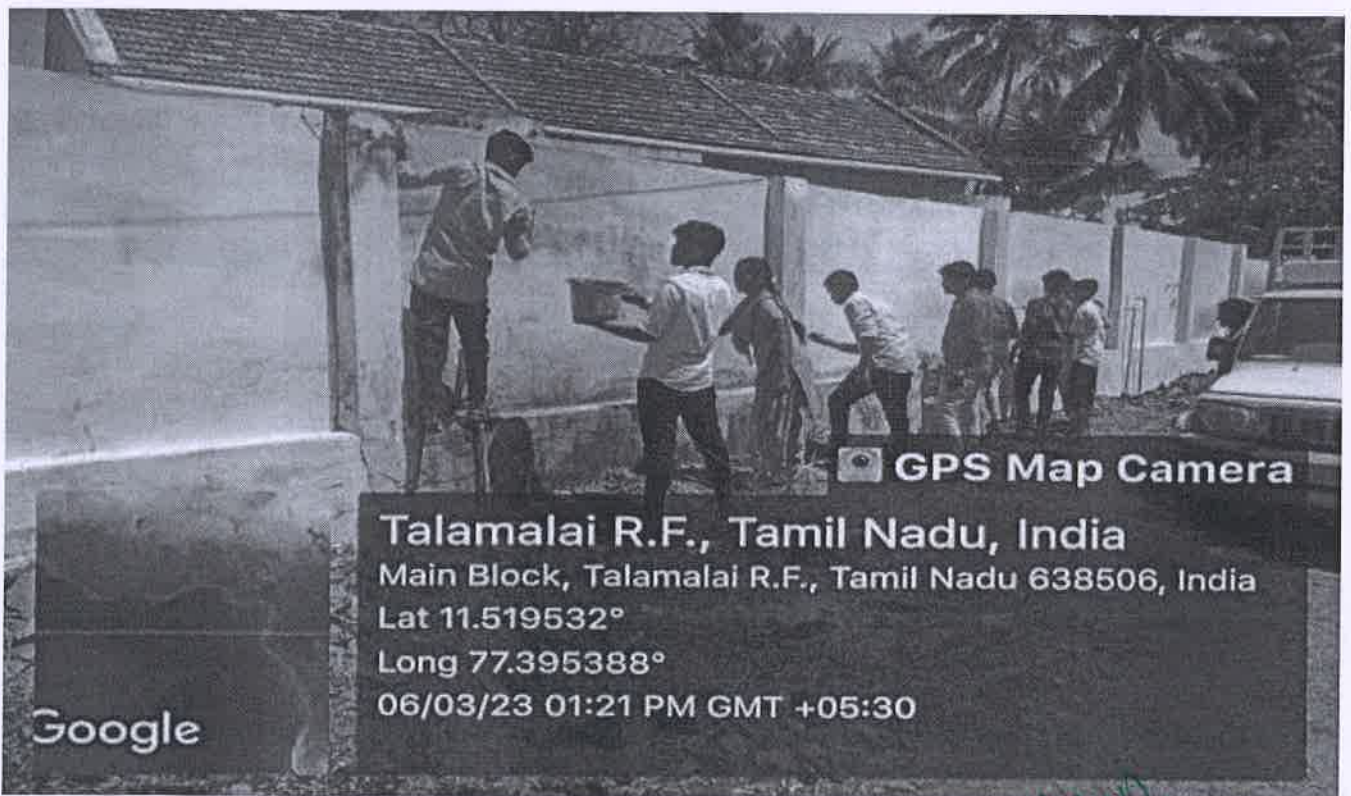 GPS Map Camera
Talamalai R.F., Tamil Nadu, India
Main Block, Talamalai R.F., Tamil Nadu 638506, India
Lat 11.519532°
Long 77.395388°
06/03/23 01:21 PM GMT +05:30
Google